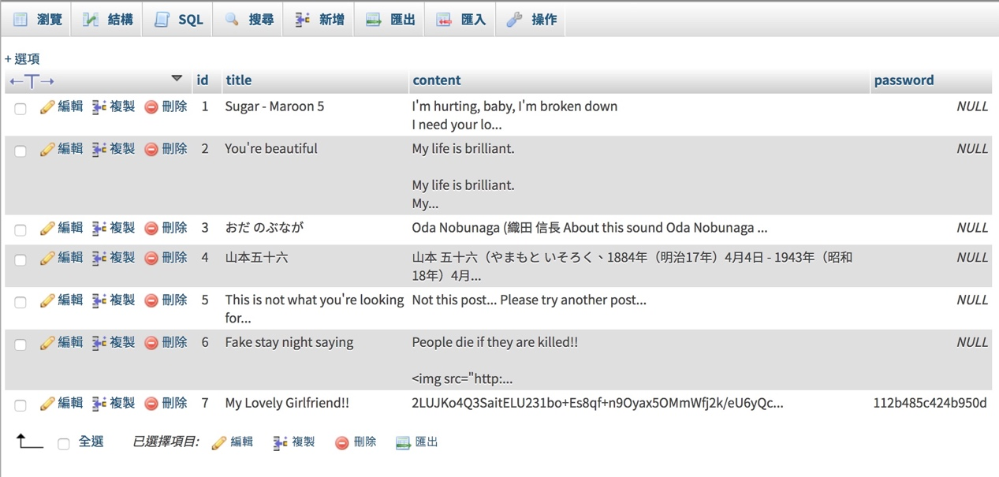 瀏覽 結構 SQL 搜尋 新增 匯出 匯入 操作
+ 選項
←T→ id title content password
編輯 複製 刪除 1 Sugar - Maroon 5 I'm hurting, baby, I'm broken down NULL
I need your lo...
編輯 複製 刪除 2 You're beautiful My life is brilliant. NULL
My life is brilliant.
My...
編輯 複製 刪除 3 おだ のぶなが Oda Nobunaga (織田 信長 About this sound Oda Nobunaga ... NULL
編輯 複製 刪除 4 山本五十六 山本 五十六（やまもと いそろく、1884年（明治17年）4月4日 - 1943年（昭和 NULL
18年）4月...
編輯 複製 刪除 5 This is not what you're looking Not this post... Please try another post... NULL
for...
編輯 複製 刪除 6 Fake stay night saying People die if they are killed!! NULL
<img src="http:...
編輯 複製 刪除 7 My Lovely Girlfriend!! 2LUJKo4Q3SaitELU231bo+Es8qf+n9Oyax5OMmWfj2k/eU6yQc... 112b485c424b950d
全選 已選擇項目: 編輯 複製 刪除 匯出